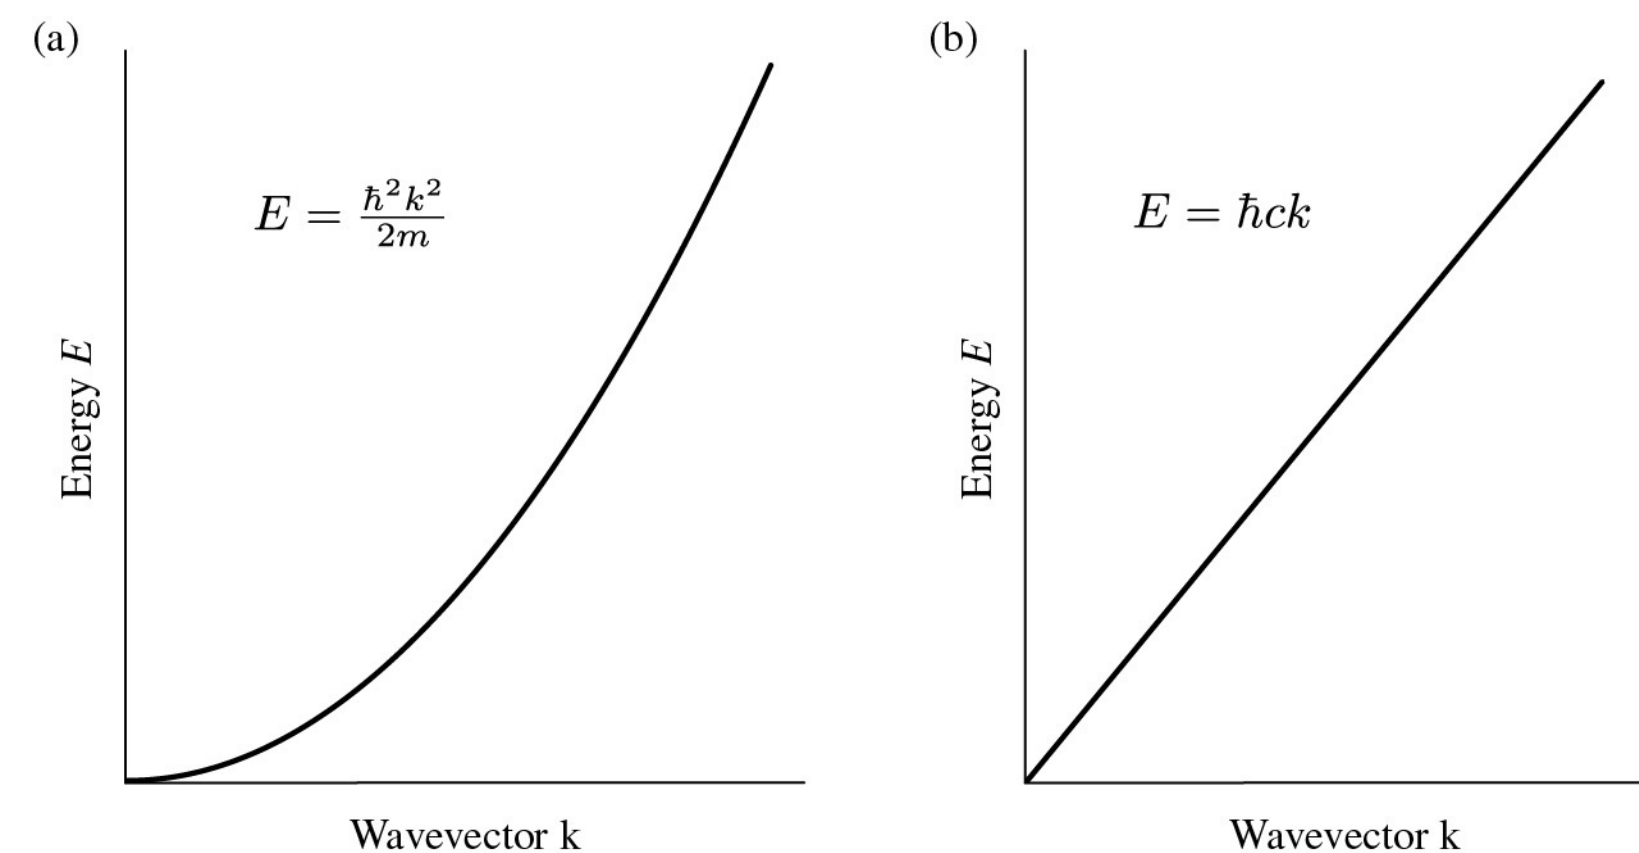 (a)
E = ħ²k²/2m
Energy E
Wavevector k
(b)
E = ħck
Energy E
Wavevector k